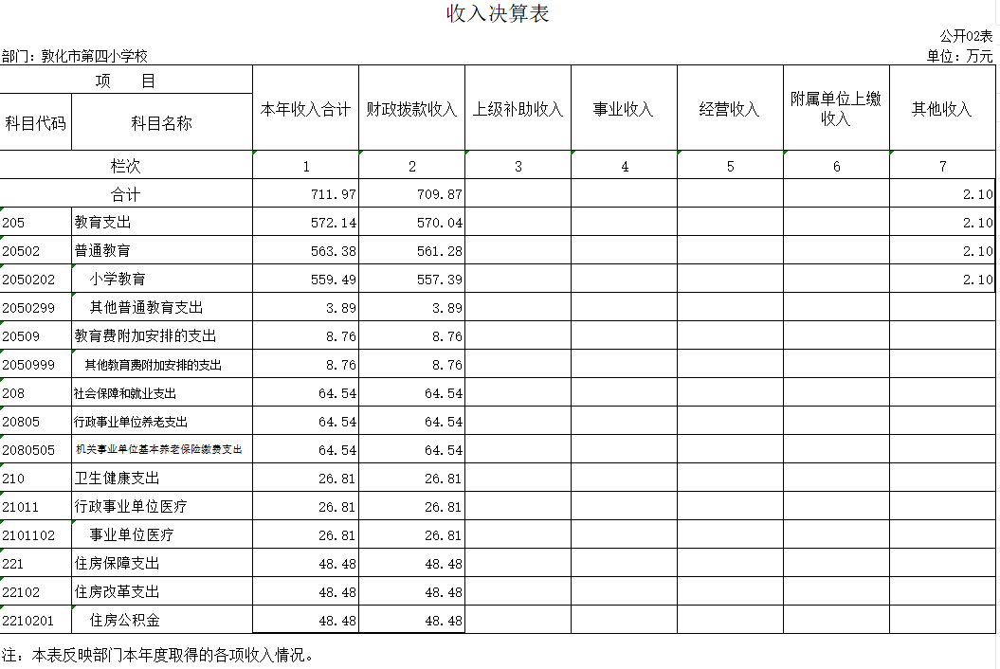 收入决算表
公开02表
部门：敦化市第四小学校 单位：万元
项 目 本年收入合计 财政拨款收入 上级补助收入 事业收入 经营收入 附属单位上缴收入 其他收入
科目代码 科目名称
栏次 1 2 3 4 5 6 7
合计 711.97 709.87 2.10
205 教育支出 572.14 570.04 2.10
20502 普通教育 563.38 561.28 2.10
2050202 小学教育 559.49 557.39 2.10
2050299 其他普通教育支出 3.89 3.89
20509 教育费附加安排的支出 8.76 8.76
2050999 其他教育费附加安排的支出 8.76 8.76
208 社会保障和就业支出 64.54 64.54
20805 行政事业单位养老支出 64.54 64.54
2080505 机关事业单位基本养老保险缴费支出 64.54 64.54
210 卫生健康支出 26.81 26.81
21011 行政事业单位医疗 26.81 26.81
2101102 事业单位医疗 26.81 26.81
221 住房保障支出 48.48 48.48
22102 住房改革支出 48.48 48.48
2210201 住房公积金 48.48 48.48
注：本表反映部门本年度取得的各项收入情况。